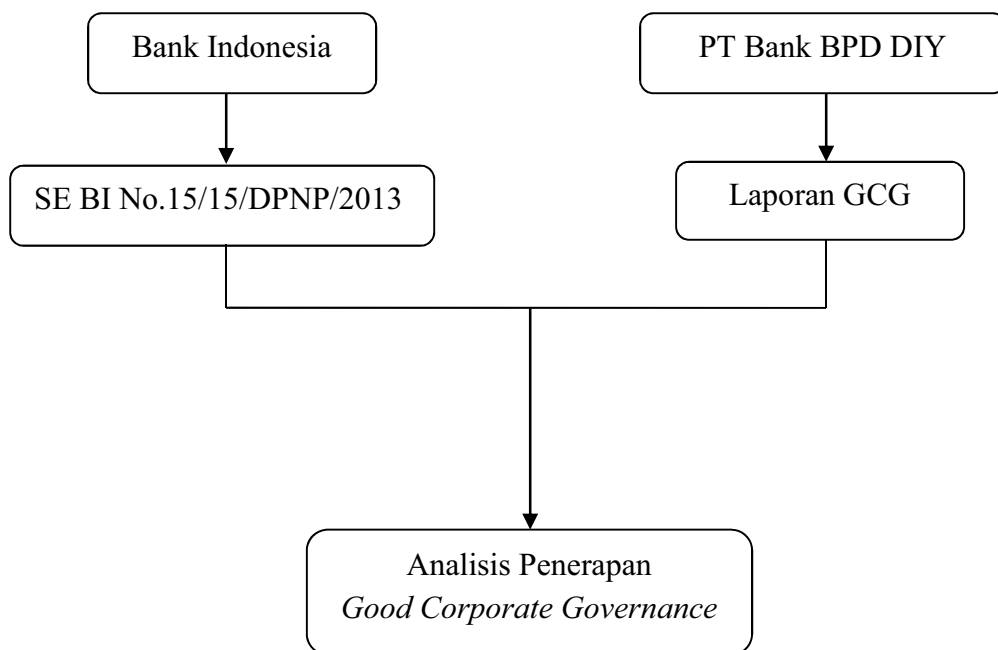 Bank Indonesia
PT Bank BPD DIY
SE BI No.15/15/DPNP/2013
Laporan GCG
Analisis Penerapan
Good Corporate Governance